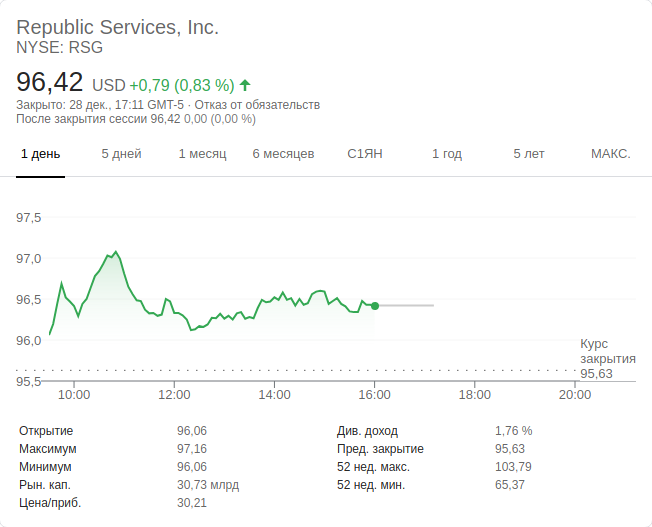 Republic Services, Inc.
NYSE: RSG
96,42 USD +0,79 (0,83 %)
Закрыто: 28 дек., 17:11 GMT-5 · Отказ от обязательств
После закрытия сессии 96,42 0,00 (0,00 %)
1 день 5 дней 1 месяц 6 месяцев С1ЯН 1 год 5 лет МАКС.
97,5
97,0
96,5
96,0
Курс
закрытия
95,63
95,5
10:00 12:00 14:00 16:00 18:00 20:00
Открытие 96,06 Див. доход 1,76 %
Максимум 97,16 Пред. закрытие 95,63
Минимум 96,06 52 нед. макс. 103,79
Рын. кап. 30,73 млрд 52 нед. мин. 65,37
Цена/приб. 30,21